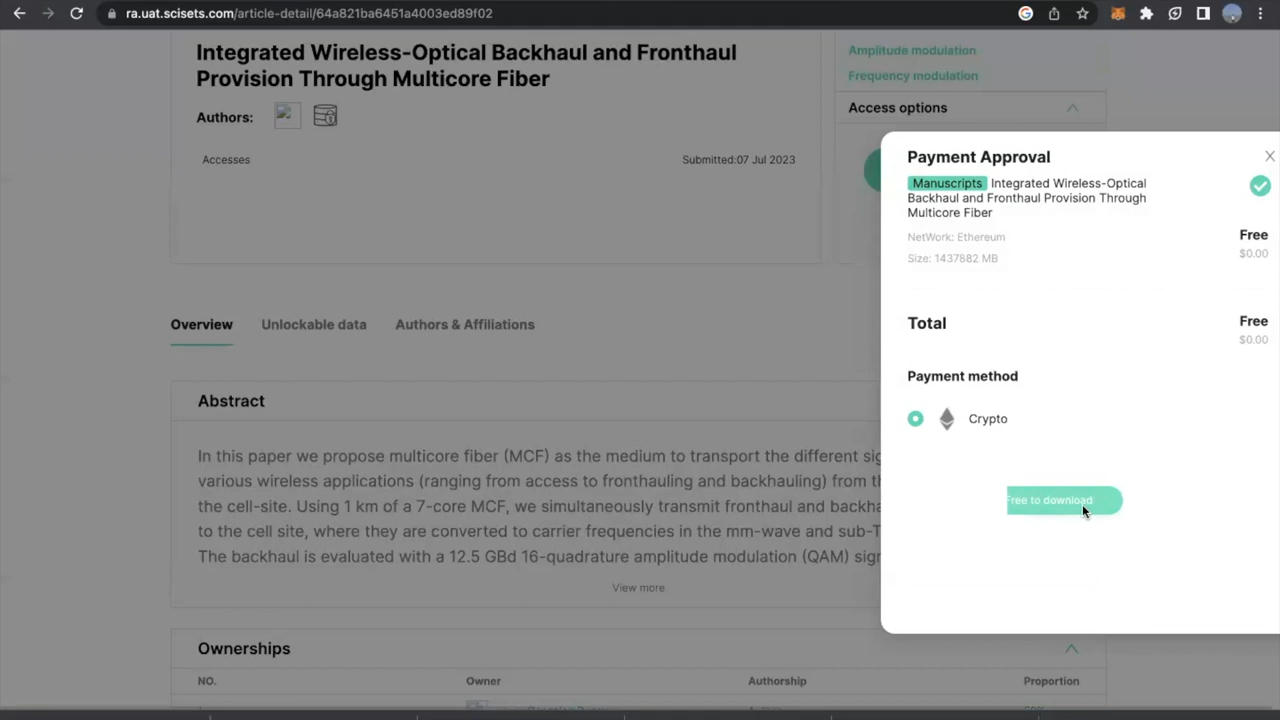 ra.uat.scisets.com/article-detail/64a821ba6451a4003ed89f02
Integrated Wireless-Optical Backhaul and Fronthaul
Provision Through Multicore Fiber
Authors:
Accesses
Submitted:07 Jul 2023
Amplitude modulation
Frequency modulation
Access options
Payment Approval
Manuscripts Integrated Wireless-Optical
Backhaul and Fronthaul Provision Through
Multicore Fiber
NetWork: Ethereum
Free
Size: 1437882 MB
$0.00
Total
Free
$0.00
Payment method
Crypto
Free to download
Overview
Unlockable data
Authors & Affiliations
Abstract
In this paper we propose multicore fiber (MCF) as the medium to transport the different
various wireless applications (ranging from access to fronthauling and backhauling) from
the cell-site. Using 1 km of a 7-core MCF, we simultaneously transmit fronthaul and
to the cell site, where they are converted to carrier frequencies in the mm-wave and
The backhaul is evaluated with a 12.5 GBd 16-quadrature amplitude modulation (QAM)
View more
Ownerships
NO.
Owner
Authorship
Proportion